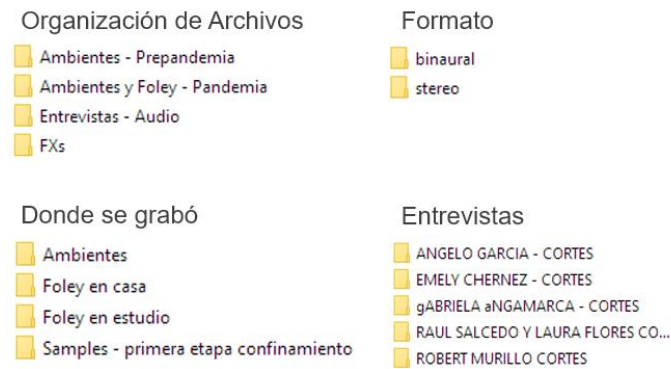 Organización de Archivos
Ambientes - Prepandemia
Ambientes y Foley - Pandemia
Entrevistas - Audio
FXs
Formato
binaural
stereo
Donde se grabó
Ambientes
Foley en casa
Foley en estudio
Samples - primera etapa confinamiento
Entrevistas
ANGELO GARCIA - CORTES
EMELY CHERNEZ - CORTES
gABRIELA aNGAMARCA - CORTES
RAUL SALCEDO Y LAURA FLORES CO...
ROBERT MURILLO CORTES